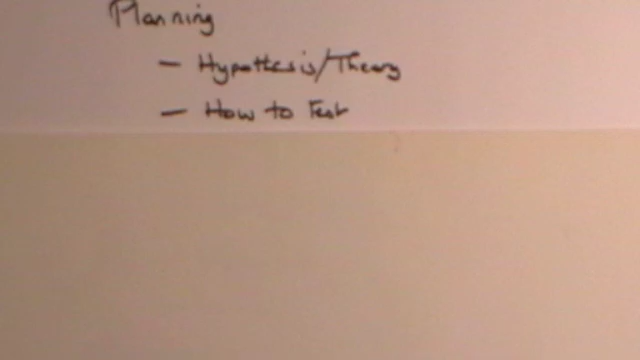 Planning
- Hypothesis/Theory
- How to Test